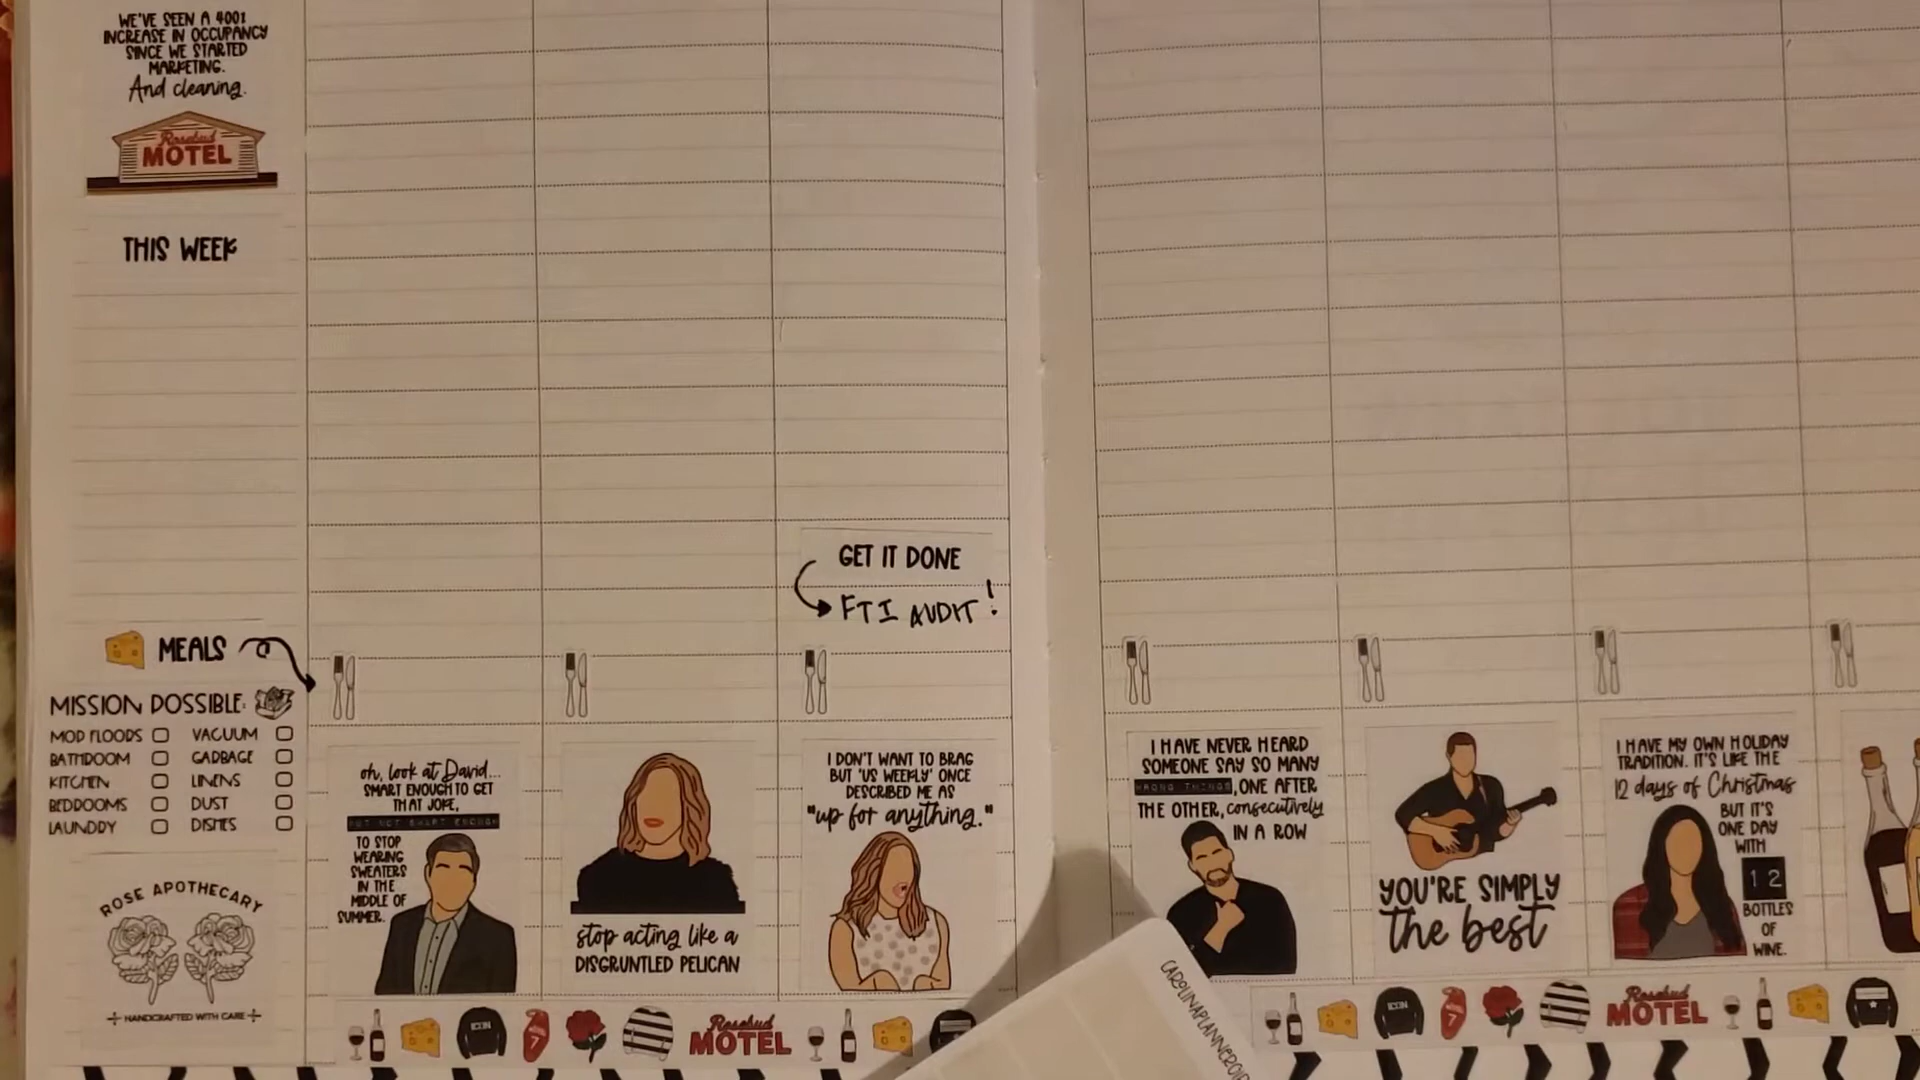 WE'VE SEEN A 400%
INCREASE IN OCCUPANCY
SINCE WE STARTED
MARKETING.
And cleaning.
Rosebud
MOTEL
THIS WEEK
GET IT DONE
FTI AUDIT!
MEALS
MISSION POSSIBLE:
MOP FLOORS VACUUM
BATHROOM GARBAGE
KITCHEN LINENS
BEDROOMS DUST
LAUNDRY DISHES
ROSE APOTHECARY
HANDCRAFTED WITH CARE
oh, look at David...
SMART ENOUGH TO GET
THAT JOKE,
BUT NOT SMART ENOUGH
TO STOP
WEARING
SWEATERS
IN THE
MIDDLE OF
SUMMER.
stop acting like a
DISGRUNTLED PELICAN
I DON'T WANT TO BRAG
BUT 'US WEEKLY' ONCE
DESCRIBED ME AS
"up for anything."
I HAVE NEVER HEARD
SOMEONE SAY SO MANY
WRONG THINGS, ONE AFTER
THE OTHER, consecutively
IN A ROW
YOU'RE SIMPLY
the best
I HAVE MY OWN HOLIDAY
TRADITION. IT'S LIKE THE
12 days of Christmas
BUT IT'S
ONE DAY
WITH
12
BOTTLES
OF
WINE.
ICON
7
Rosebud
MOTEL
ICON
7
Rosebud
MOTEL